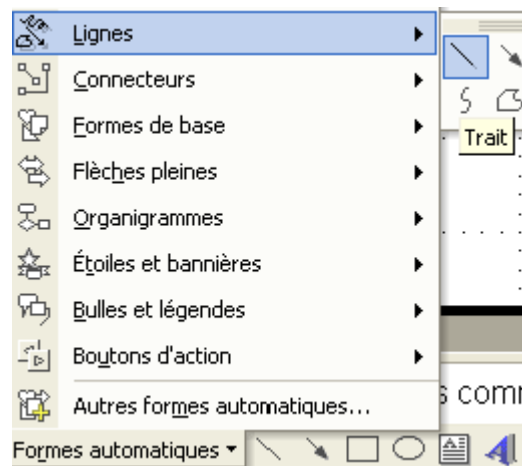 Lignes
Connecteurs
Formes de base
Trait
Flèches pleines
Organigrammes
Étoiles et bannières
Bulles et légendes
Boutons d'action
Autres formes automatiques...
Formes automatiques